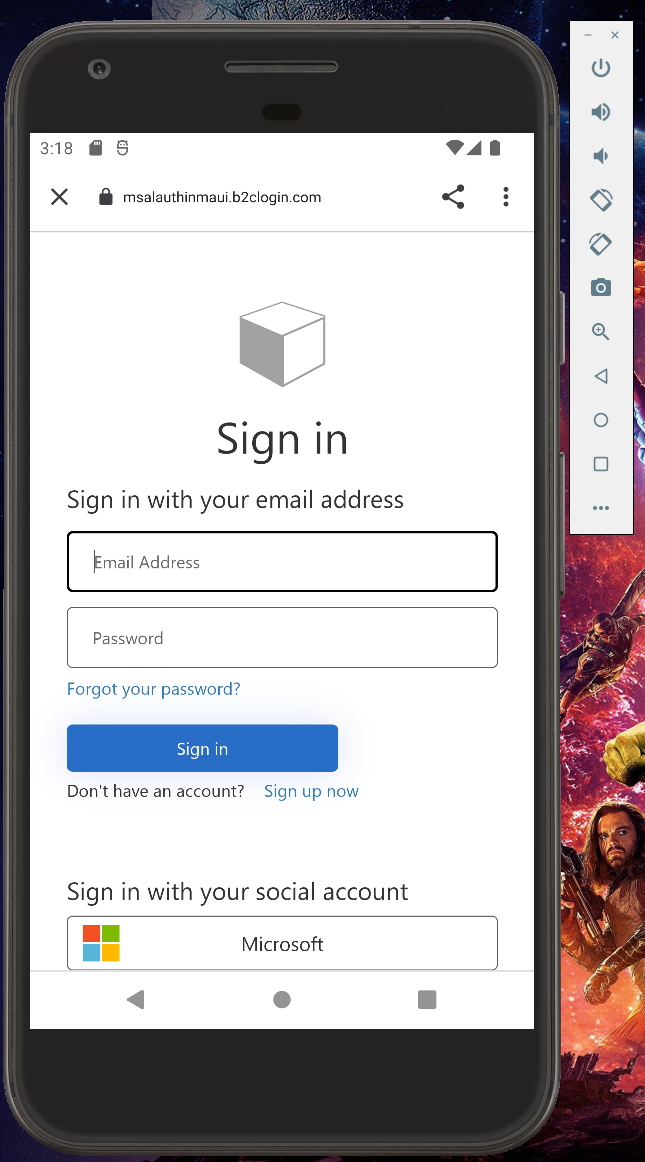 3:18
msalauthinmaui.b2clogin.com
Sign in
Sign in with your email address
Email Address
Password
Forgot your password?
Sign in
Don't have an account? Sign up now
Sign in with your social account
Microsoft